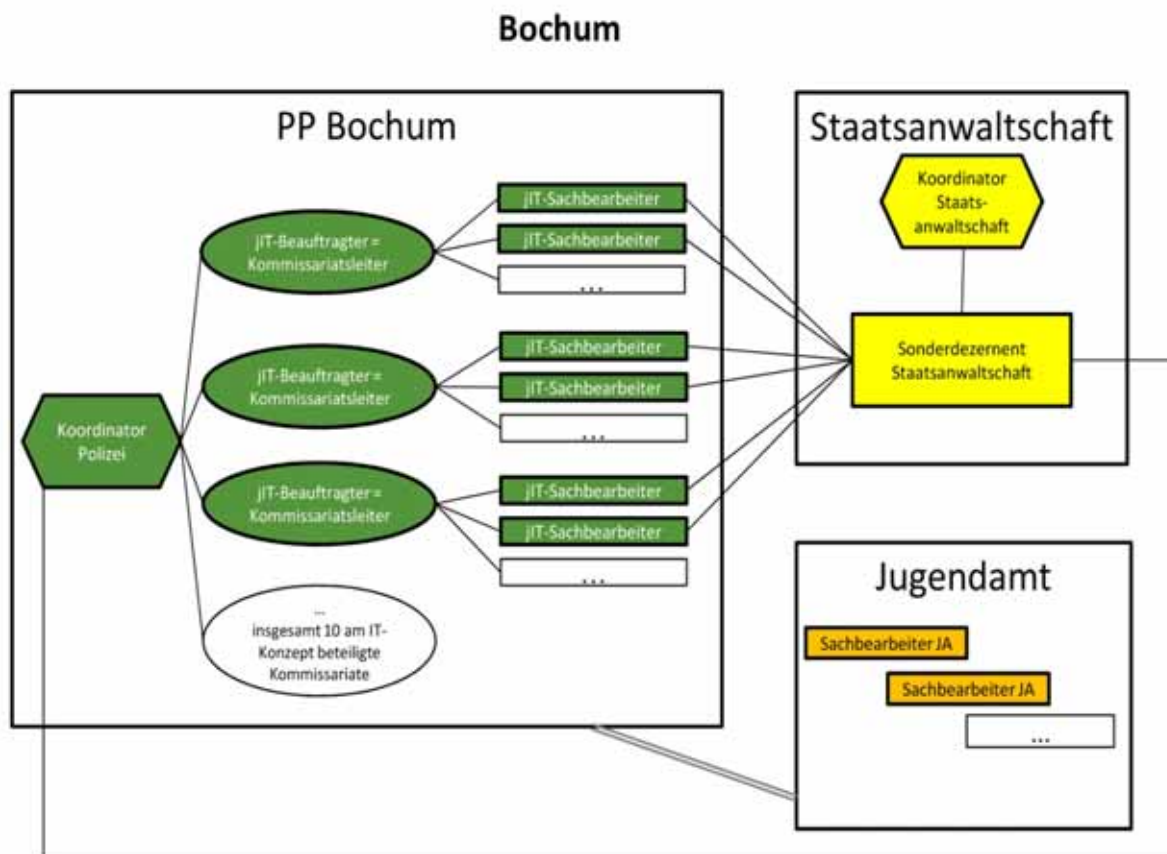 Bochum
PP Bochum
Koordinator
Polizei
jIT-Beauftragter =
Kommissariatsleiter
jIT-Sachbearbeiter
jIT-Sachbearbeiter
...
jIT-Beauftragter =
Kommissariatsleiter
jIT-Sachbearbeiter
jIT-Sachbearbeiter
...
jIT-Beauftragter =
Kommissariatsleiter
jIT-Sachbearbeiter
jIT-Sachbearbeiter
...
...
insgesamt 10 am IT-
Konzept beteiligte
Kommissariate
Staatsanwaltschaft
Koordinator
Staats-
anwaltschaft
Sonderdezernent
Staatsanwaltschaft
Jugendamt
Sachbearbeiter JA
Sachbearbeiter JA
...